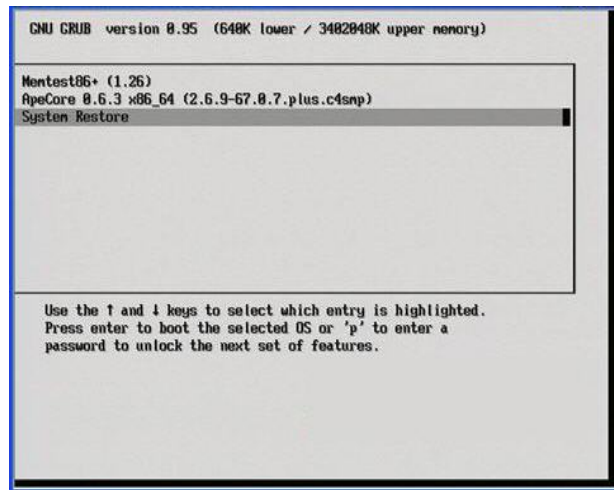 GNU GRUB version 0.95 (640K lower / 3402048K upper memory)
Memtest86+ (1.26)
ApeCore 0.6.3 x86_64 (2.6.9-67.0.7.plus.c4smp)
System Restore
Use the ↑ and ↓ keys to select which entry is highlighted.
Press enter to boot the selected OS or 'p' to enter a
password to unlock the next set of features.